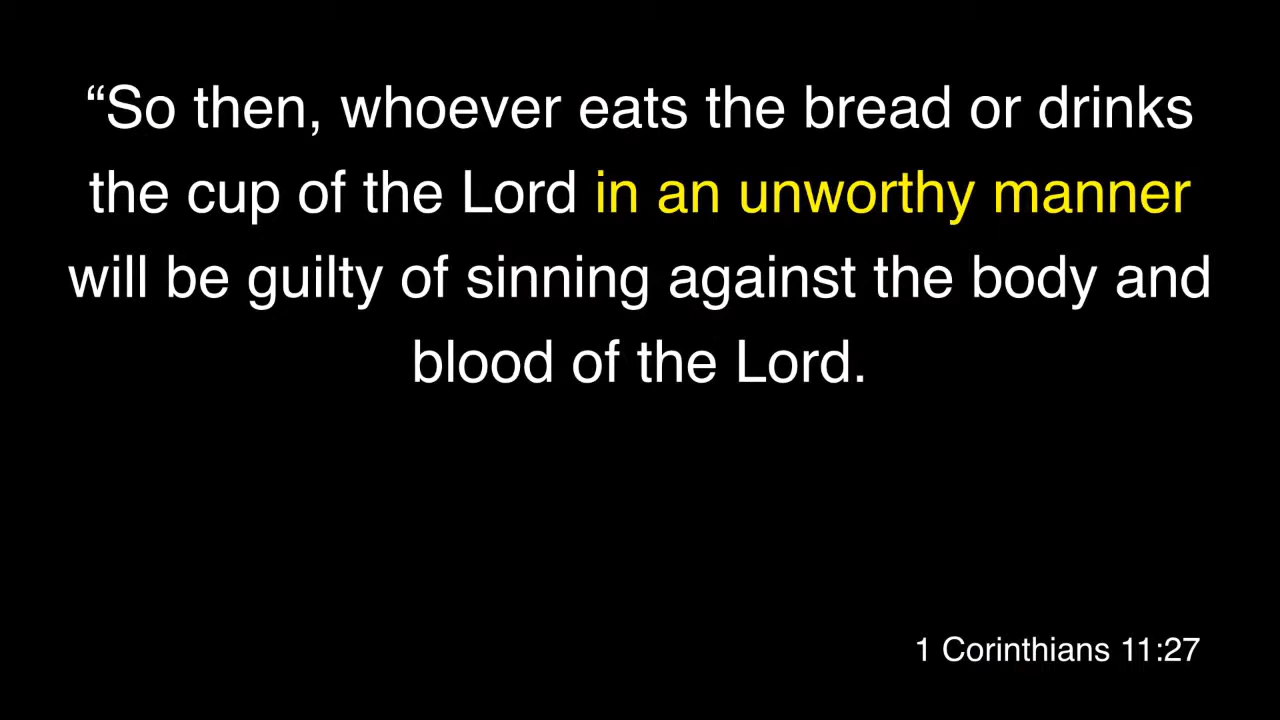 “So then, whoever eats the bread or drinks
the cup of the Lord in an unworthy manner
will be guilty of sinning against the body and
blood of the Lord.
1 Corinthians 11:27